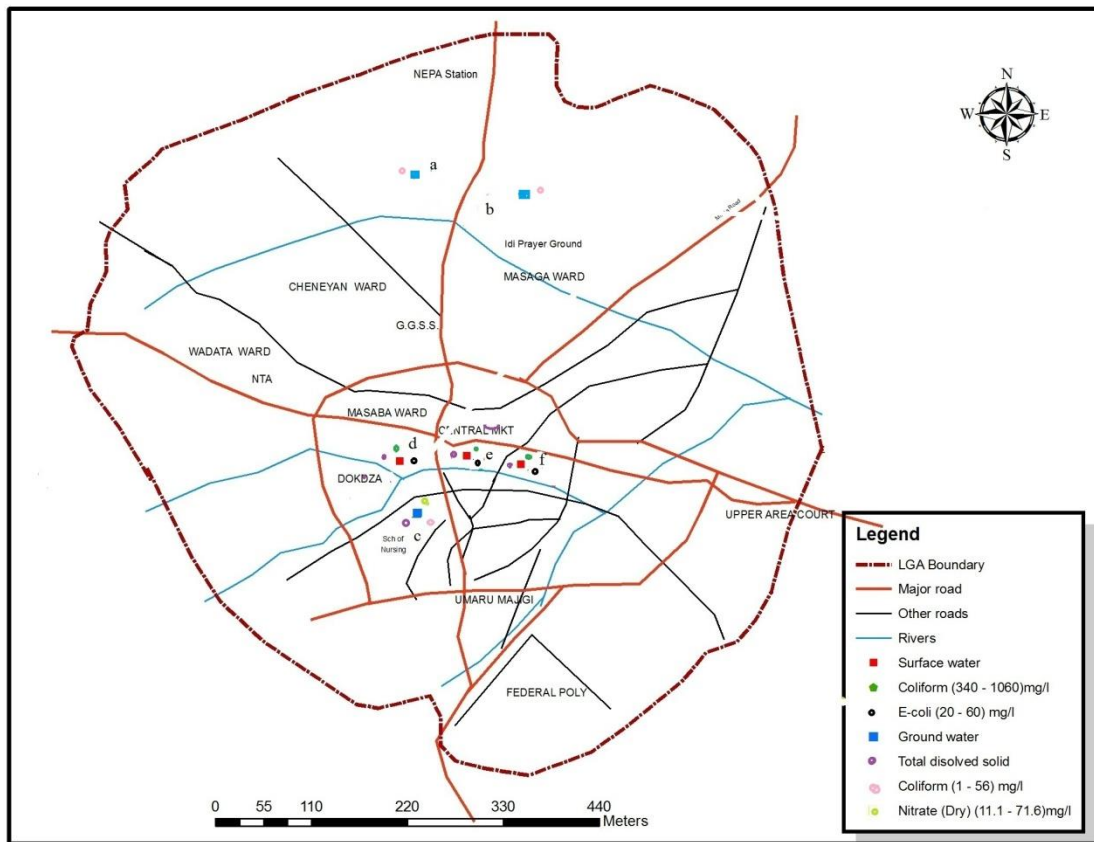 NEPA Station
N
W E
S
a
b
Idi Prayer Ground
MASAGA WARD
CHENEYAN WARD
G.G.S.S.
WADATA WARD
NTA
MASABA WARD
CENTRAL MKT
d
e
f
DOKDZA
c
Sch of
Nursing
UPPER AREA COURT
UMARU MAJIGI
FEDERAL POLY
Legend
LGA Boundary
Major road
Other roads
Rivers
Surface water
Coliform (340 - 1060)mg/l
E-coli (20 - 60) mg/l
Ground water
Total disolved solid
Coliform (1 - 56) mg/l
Nitrate (Dry) (11.1 - 71.6)mg/l
0 55 110 220 330 440
Meters